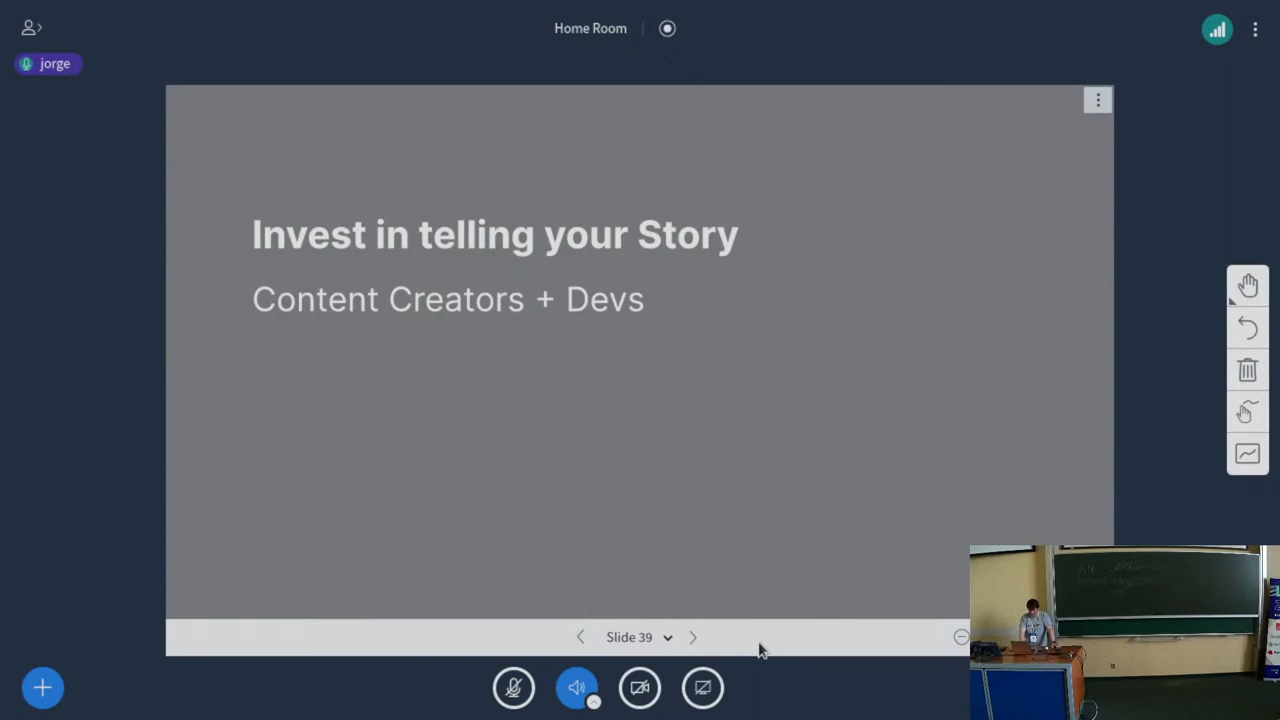 Home Room
jorge
Invest in telling your Story
Content Creators + Devs
Slide 39